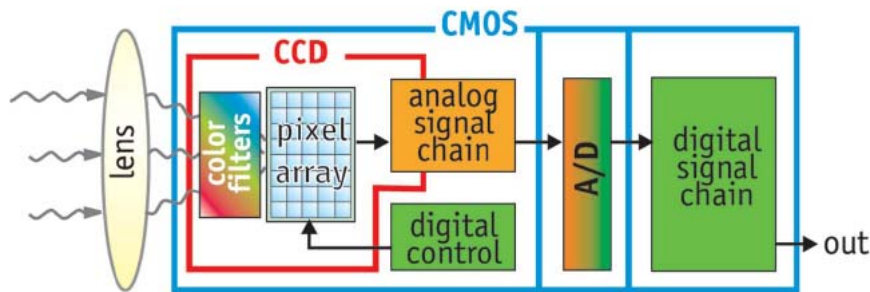 CMOS
CCD
lens
color
filters
pixel
array
analog
signal
chain
digital
control
A/D
digital
signal
chain
out